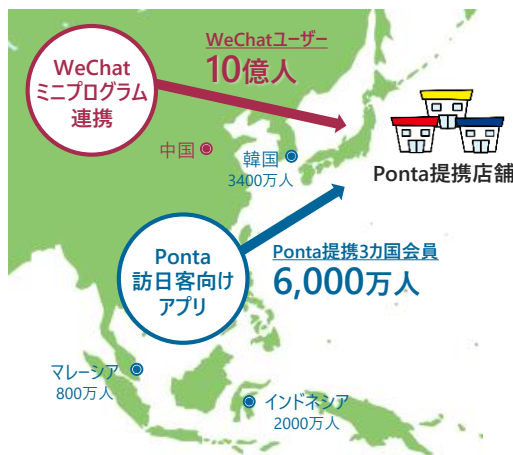 WeChatユーザー
10億人
WeChat
ミニプログラム
連携
中国
韓国
3400万人
Ponta提携店舗
Ponta
訪日客向け
アプリ
Ponta提携3カ国会員
6,000万人
マレーシア
800万人
インドネシア
2000万人